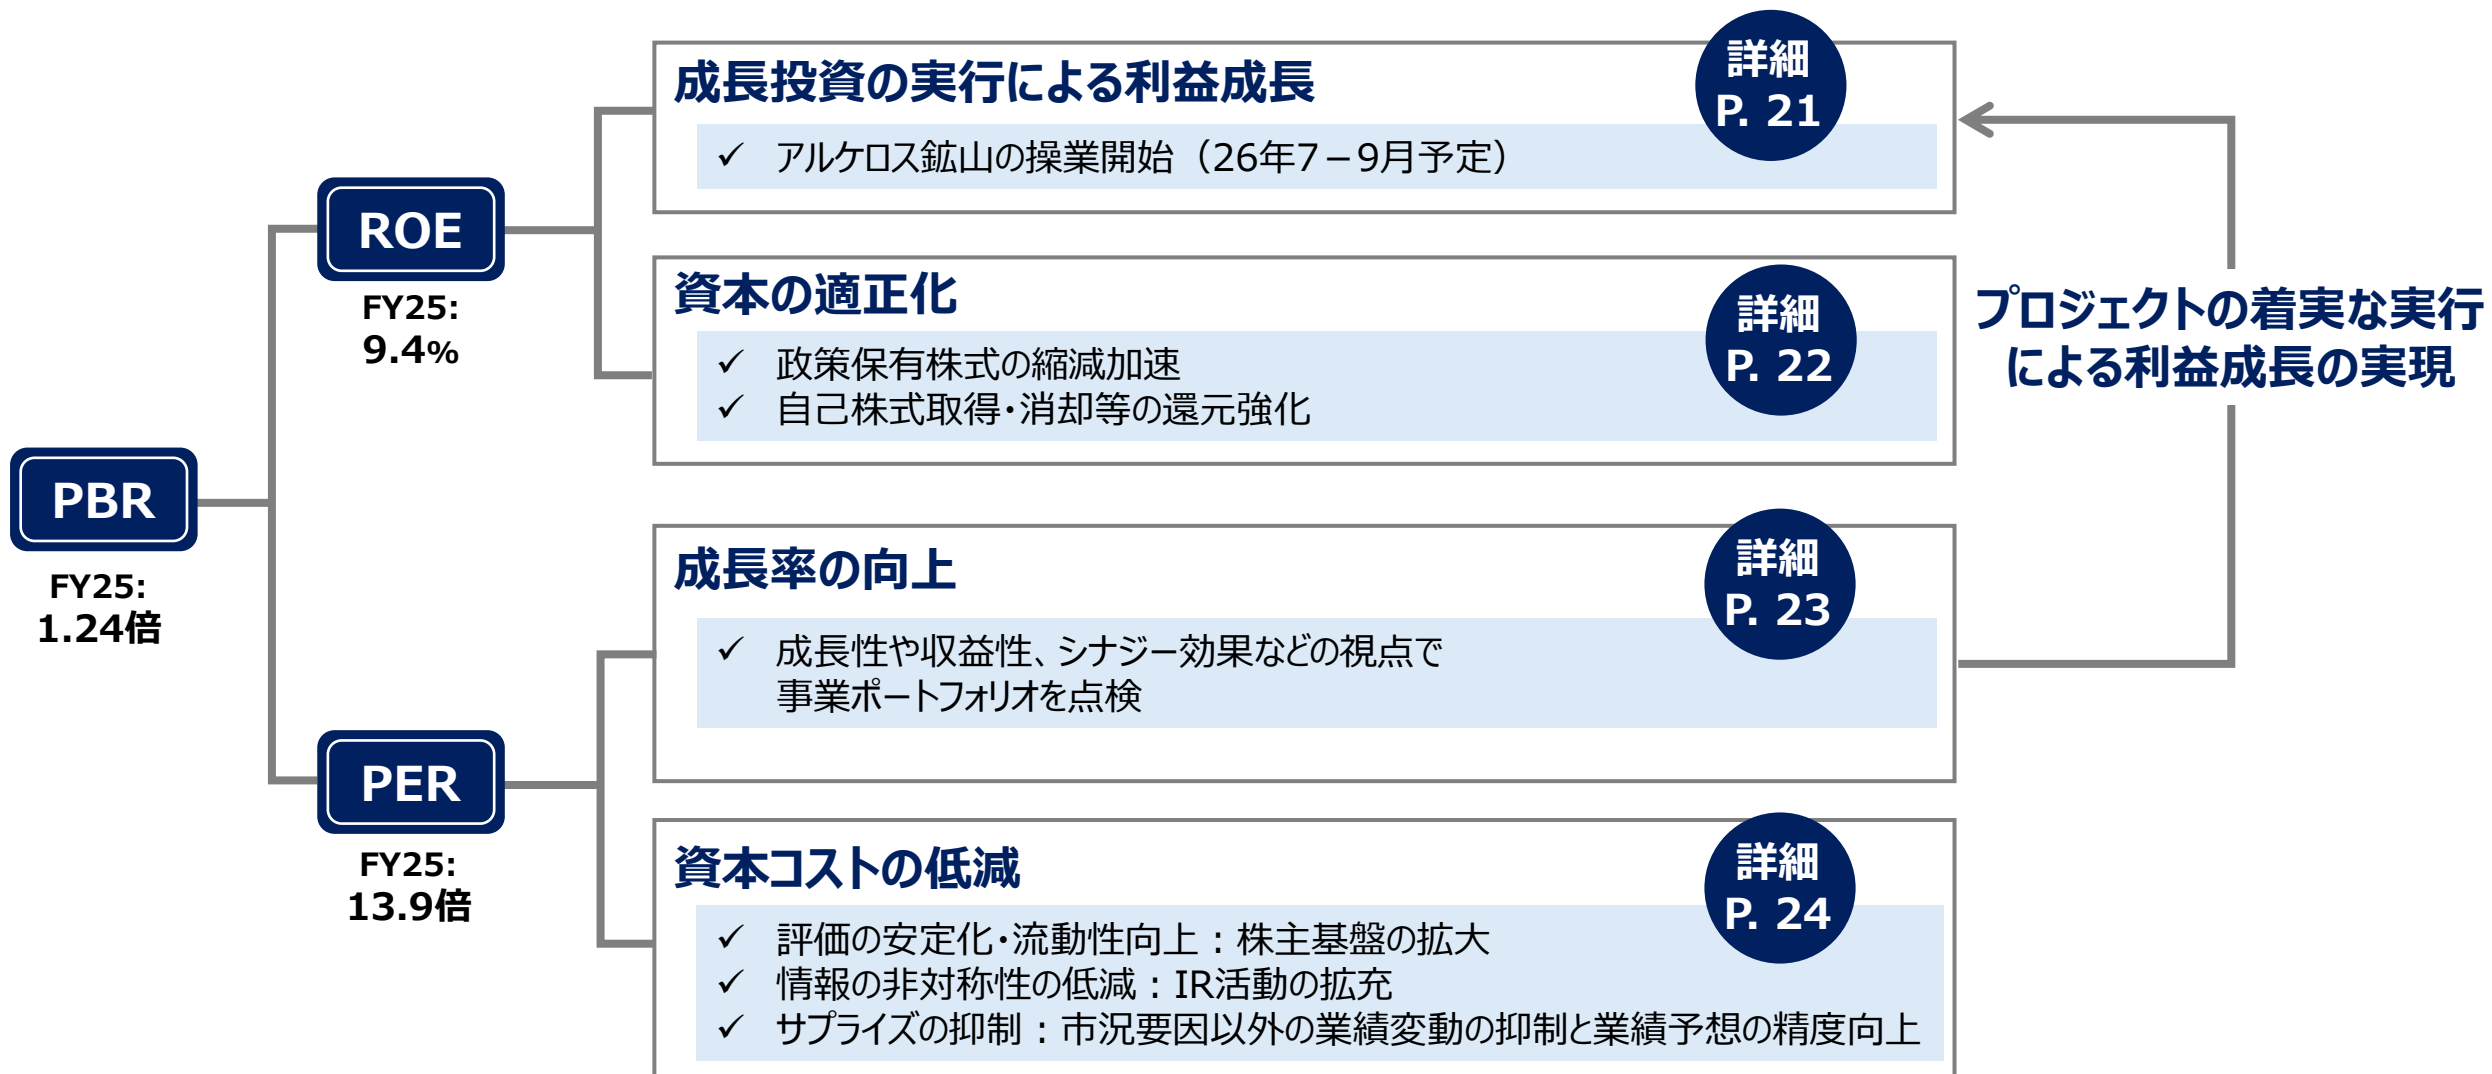 PBR
FY25:
1.24倍
ROE
FY25:
9.4%
成長投資の実行による利益成長
詳細
P. 21
✓ アルケロス鉱山の操業開始（26年7－9月予定）
資本の適正化
詳細
P. 22
✓ 政策保有株式の縮減加速
✓ 自己株式取得・消却等の還元強化
PER
FY25:
13.9倍
成長率の向上
詳細
P. 23
✓ 成長性や収益性、シナジー効果などの視点で
事業ポートフォリオを点検
資本コストの低減
詳細
P. 24
✓ 評価の安定化・流動性向上：株主基盤の拡大
✓ 情報の非対称性の低減：IR活動の拡充
✓ サプライズの抑制：市況要因以外の業績変動の抑制と業績予想の精度向上
プロジェクトの着実な実行
による利益成長の実現